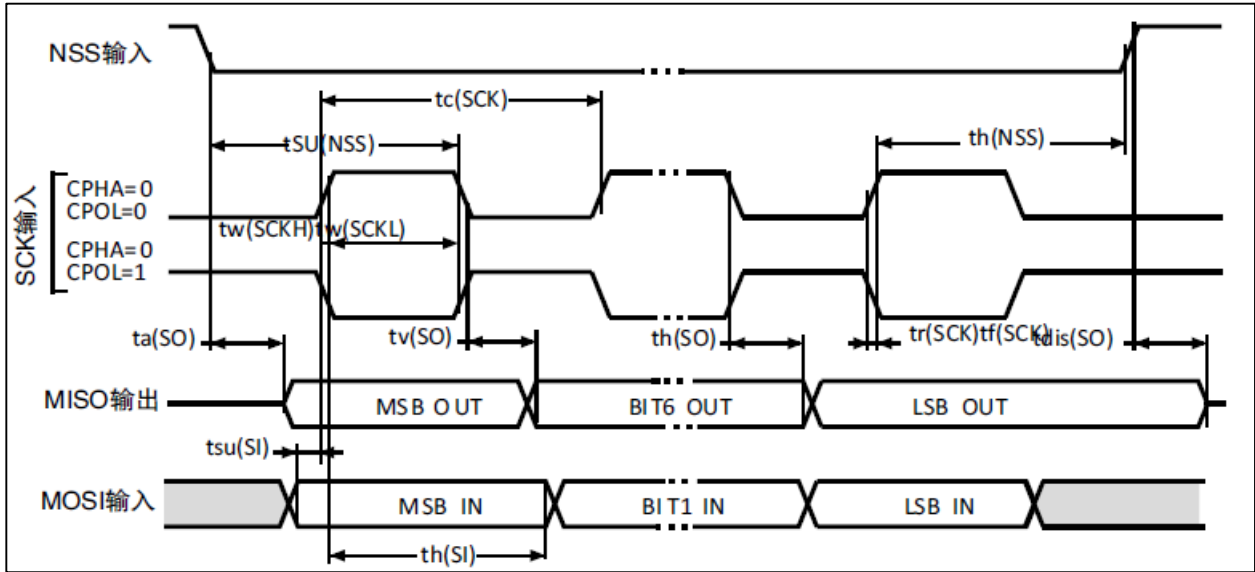 NSS输入
tc(SCK)
tSU(NSS)
th(NSS)
SCK输入
CPHA=0
CPOL=0
tw(SCKH)tw(SCKL)
CPHA=0
CPOL=1
ta(SO)
tv(SO)
th(SO)
tr(SCK)tf(SCK)
tdis(SO)
MISO输出
MSB OUT
BIT6 OUT
LSB OUT
tsu(SI)
MOSI输入
MSB IN
BIT1 IN
LSB IN
th(SI)